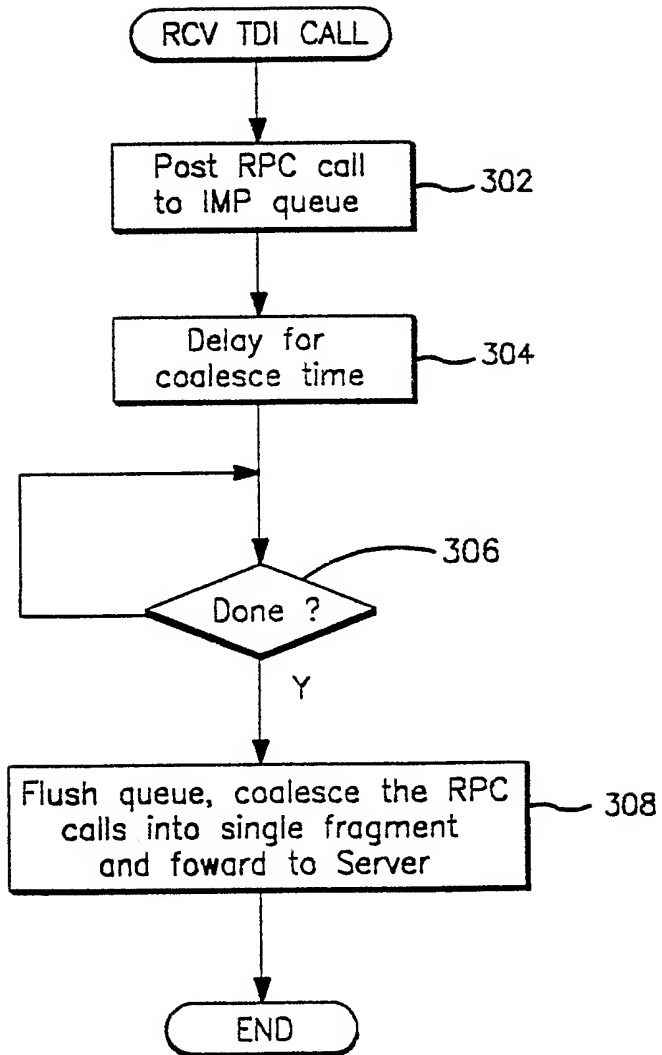 RCV TDI CALL
Post RPC call
to IMP queue
302
Delay for
coalesce time
304
306
Done ?
Y
Flush queue, coalesce the RPC
calls into single fragment
and foward to Server
308
END